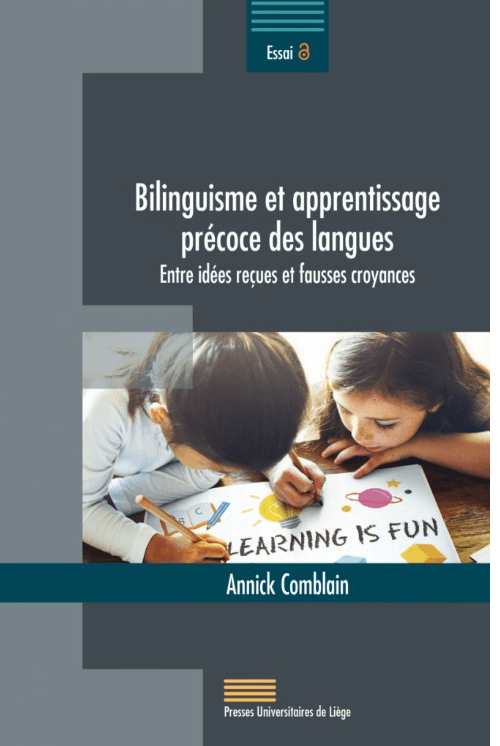 Essai
Bilinguisme et apprentissage
précoce des langues
Entre idées reçues et fausses croyances
A B C
LEARNING IS FUN
Annick Comblain
Presses Universitaires de Liège